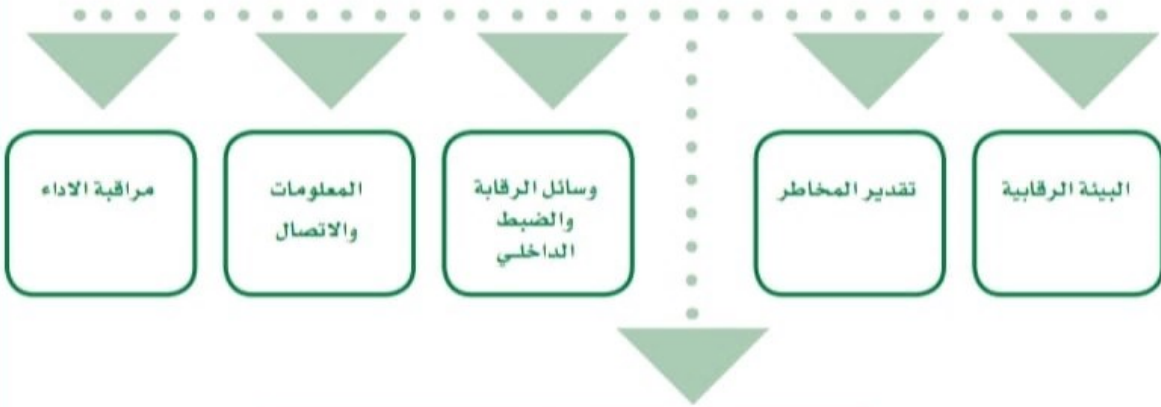 البيئة الرقابية
تقدير المخاطر
وسائل الرقابة
والضبط
الداخلي
المعلومات
والاتصال
مراقبة الاداء